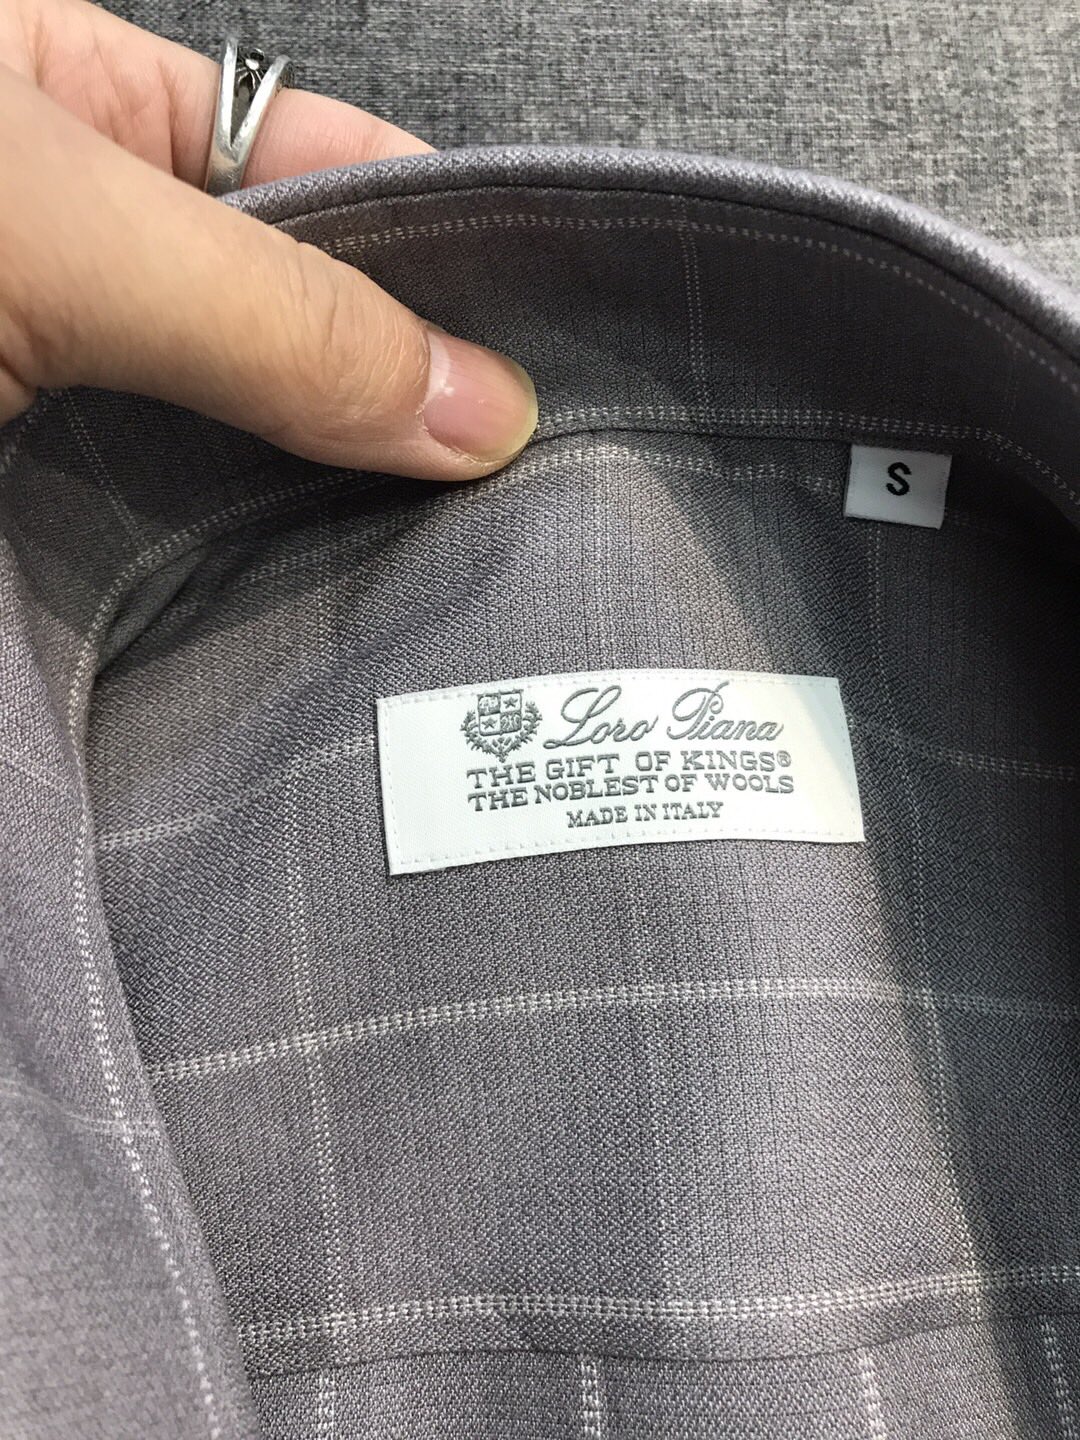 S
Loro Piana
THE GIFT OF KINGS®
THE NOBLEST OF WOOLS
MADE IN ITALY